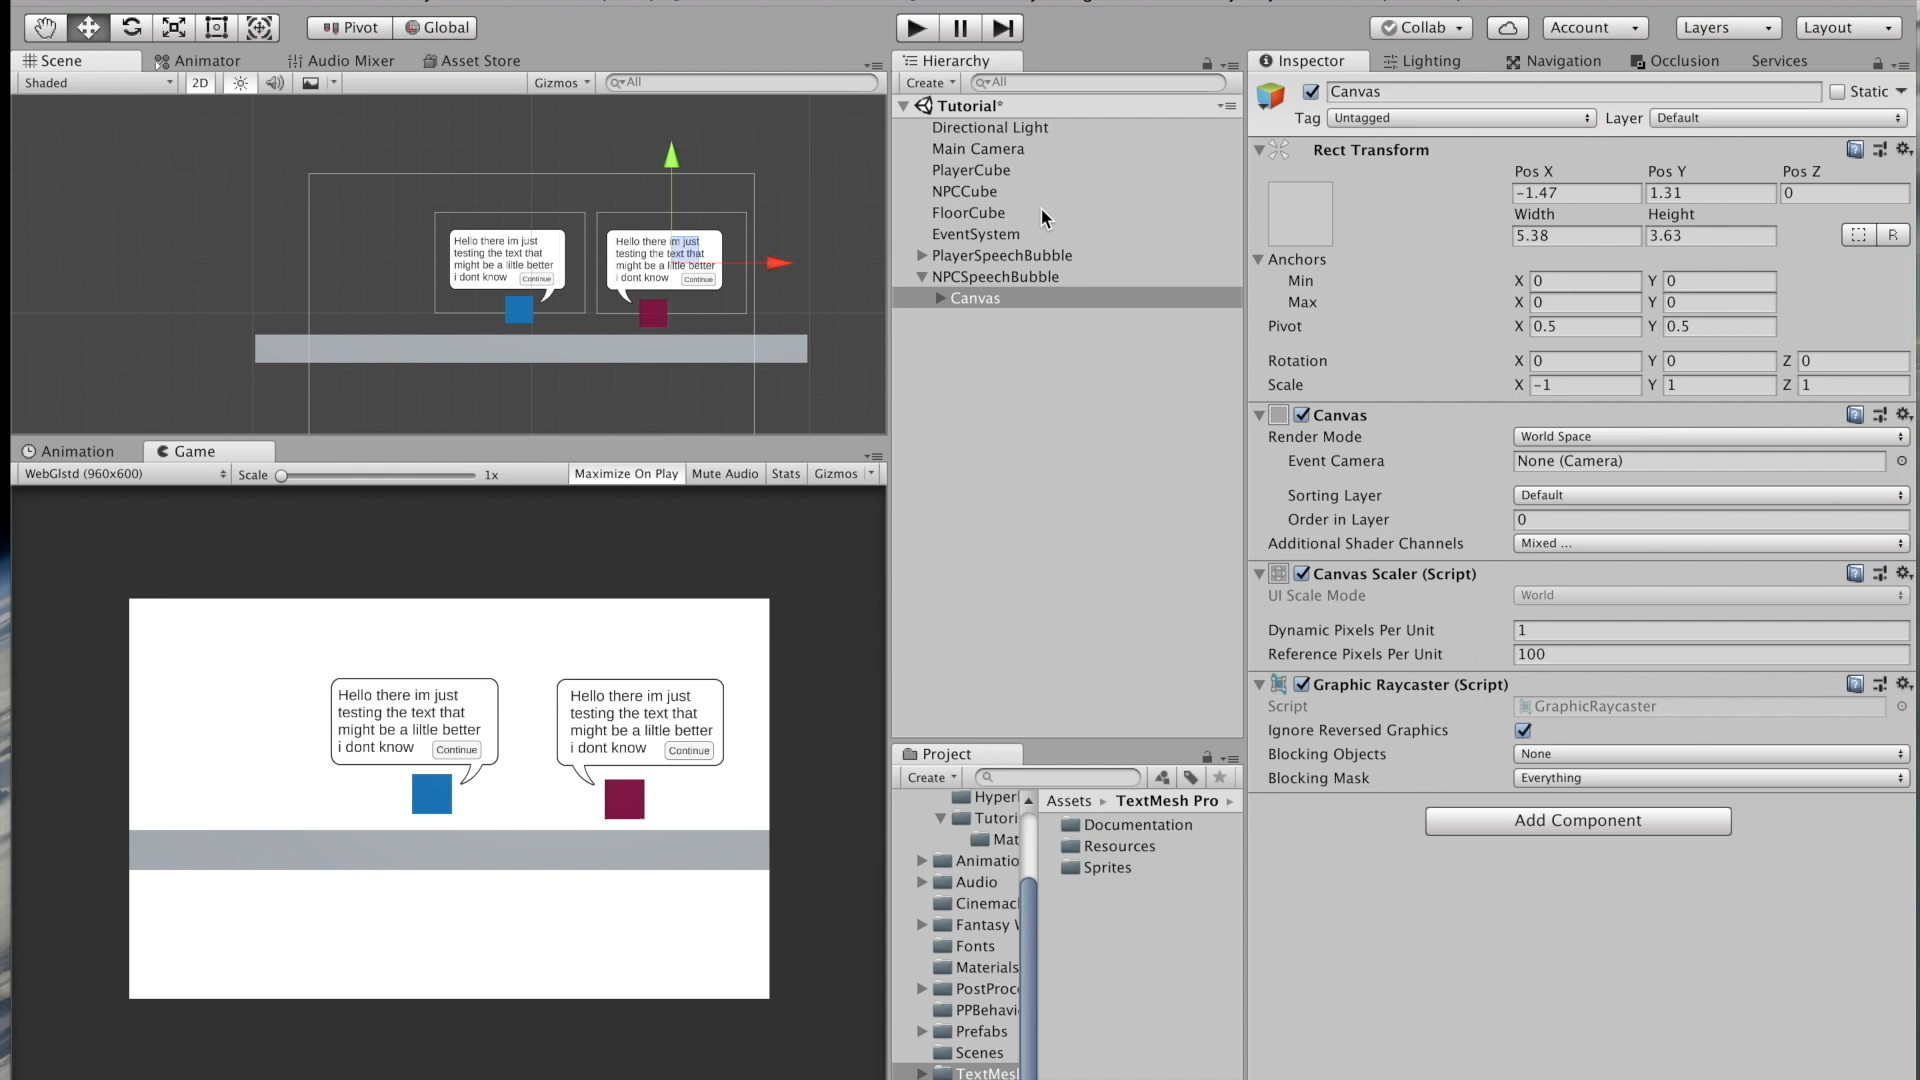 Pivot
Global
Collab
Account
Layers
Layout
Scene
Animator
Audio Mixer
Asset Store
Hierarchy
Inspector
Lighting
Navigation
Occlusion
Services
Shaded
2D
Gizmos
All
Create
All
Canvas
Static
Tutorial*
Tag
Untagged
Layer
Default
Directional Light
Main Camera
PlayerCube
NPCCube
FloorCube
EventSystem
PlayerSpeechBubble
NPCSpeechBubble
Canvas
Rect Transform
Pos X
Pos Y
Pos Z
-1.47
1.31
0
Width
Height
5.38
3.63
R
Anchors
Min
X
0
Y
0
Max
X
0
Y
0
Pivot
X
0.5
Y
0.5
Rotation
X
0
Y
0
Z
0
Scale
X
-1
Y
1
Z
1
Hello there im just
testing the text that
might be a liltle better
i dont know
Continue
Hello there im just
testing the text that
might be a liltle better
i dont know
Continue
Canvas
Render Mode
World Space
Event Camera
None (Camera)
Sorting Layer
Default
Order in Layer
0
Additional Shader Channels
Mixed ...
Canvas Scaler (Script)
UI Scale Mode
World
Dynamic Pixels Per Unit
1
Reference Pixels Per Unit
100
Graphic Raycaster (Script)
Script
GraphicRaycaster
Ignore Reversed Graphics
Blocking Objects
None
Blocking Mask
Everything
Add Component
Animation
Game
WebGlstd (960x600)
Scale
1x
Maximize On Play
Mute Audio
Stats
Gizmos
Hello there im just
testing the text that
might be a liltle better
i dont know
Continue
Hello there im just
testing the text that
might be a liltle better
i dont know
Continue
Project
Create
Assets
TextMesh Pro
Hyperl
Tutori
Mat
Animatio
Audio
Cinemacl
Fantasy
Fonts
Materials
PostProc
PPBehavi
Prefabs
Scenes
TextMesl
Documentation
Resources
Sprites